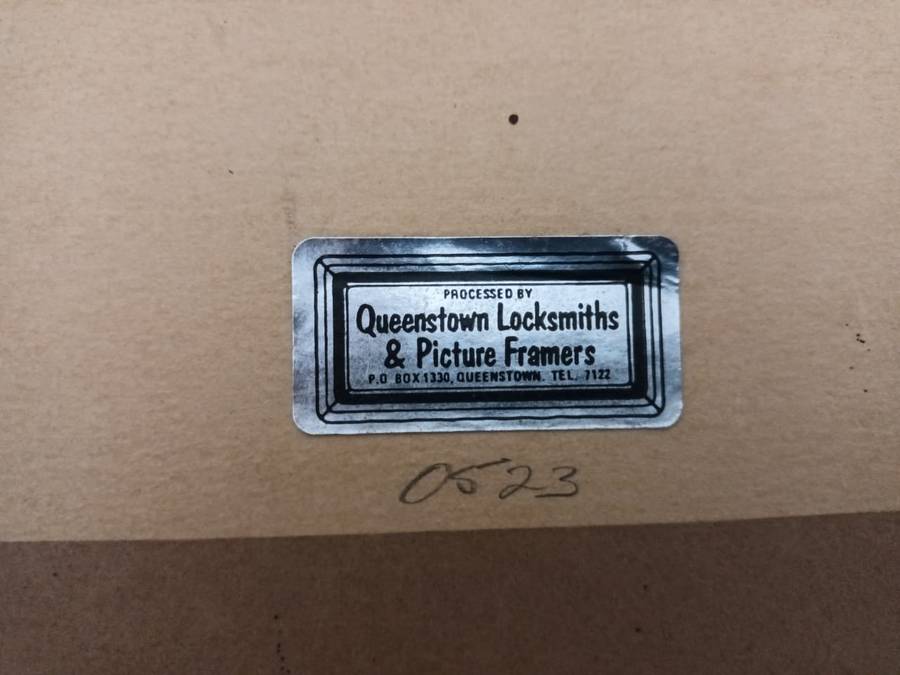 PROCESSED BY
Queenstown Locksmiths
& Picture Framers
P.O BOX 1330, QUEENSTOWN. TEL. 7122
0523